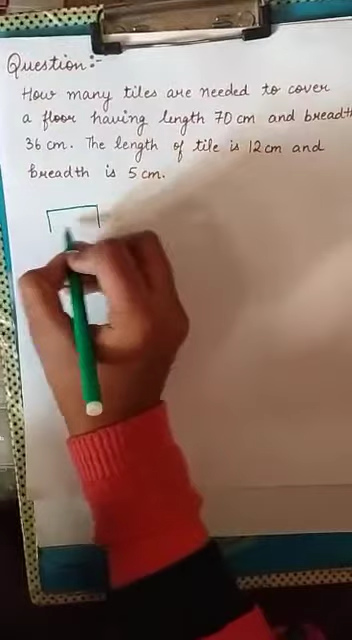 Question:-
How many tiles are needed to cover
a floor having length 70 cm and breadth
36 cm. The length of tile is 12 cm and
breadth is 5 cm.